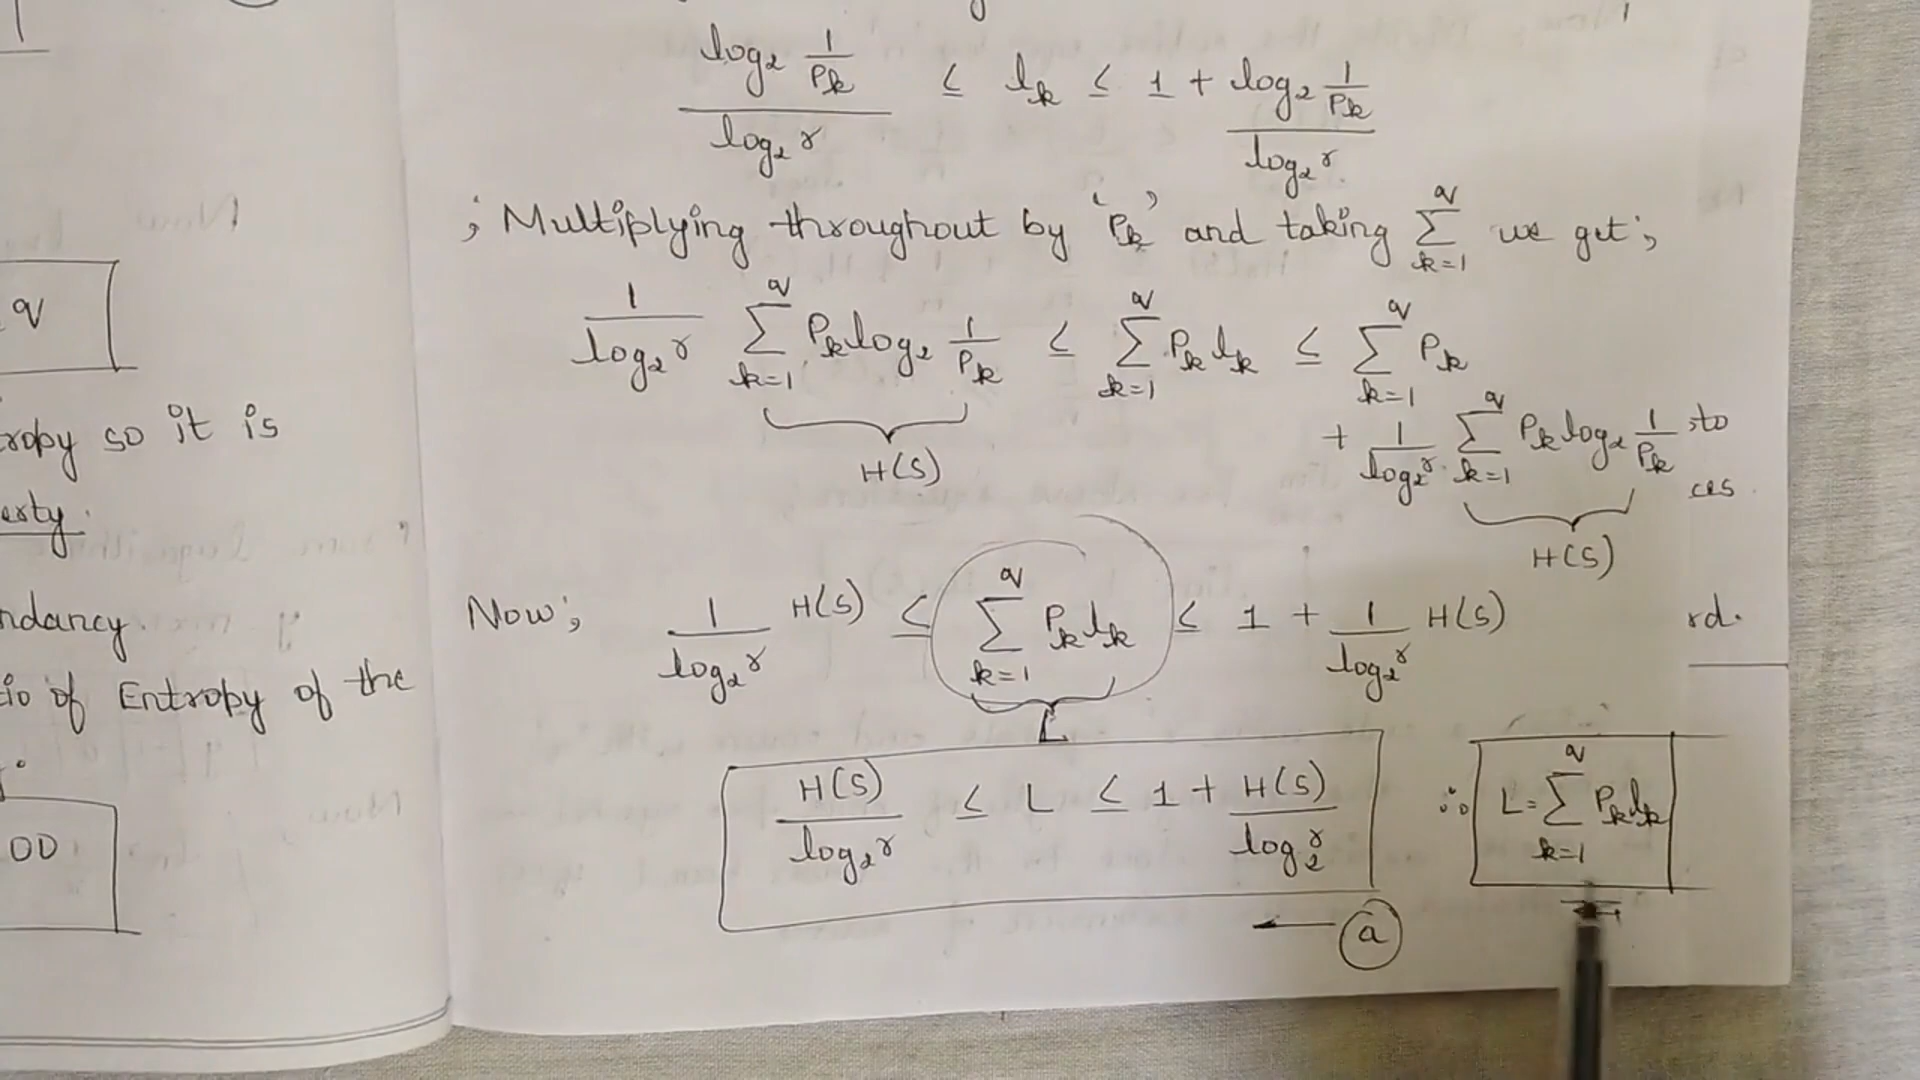 q
ropy so it is
erty.
ndancy.
io of Entropy of the
OD
log₂ 1/Pk / log₂ r ≤ lk ≤ 1 + log₂ 1/Pk / log₂ r
; Multiplying throughout by 'Pk' and taking Σ_{k=1}^{q} we get;
1/log₂ r Σ_{k=1}^{q} Pk log₂ 1/Pk ≤ Σ_{k=1}^{q} Pk lk ≤ Σ_{k=1}^{q} Pk
+ 1/log₂ r Σ_{k=1}^{q} Pk log₂ 1/Pk
H(S)
H(S)
Now; 1/log₂ r H(S) ≤ Σ_{k=1}^{q} Pk lk ≤ 1 + 1/log₂ r H(S)
L
H(S)/log₂ r ≤ L ≤ 1 + H(S)/log₂ r ∴ L = Σ_{k=1}^{q} Pk lk
a
to
ces
rd.